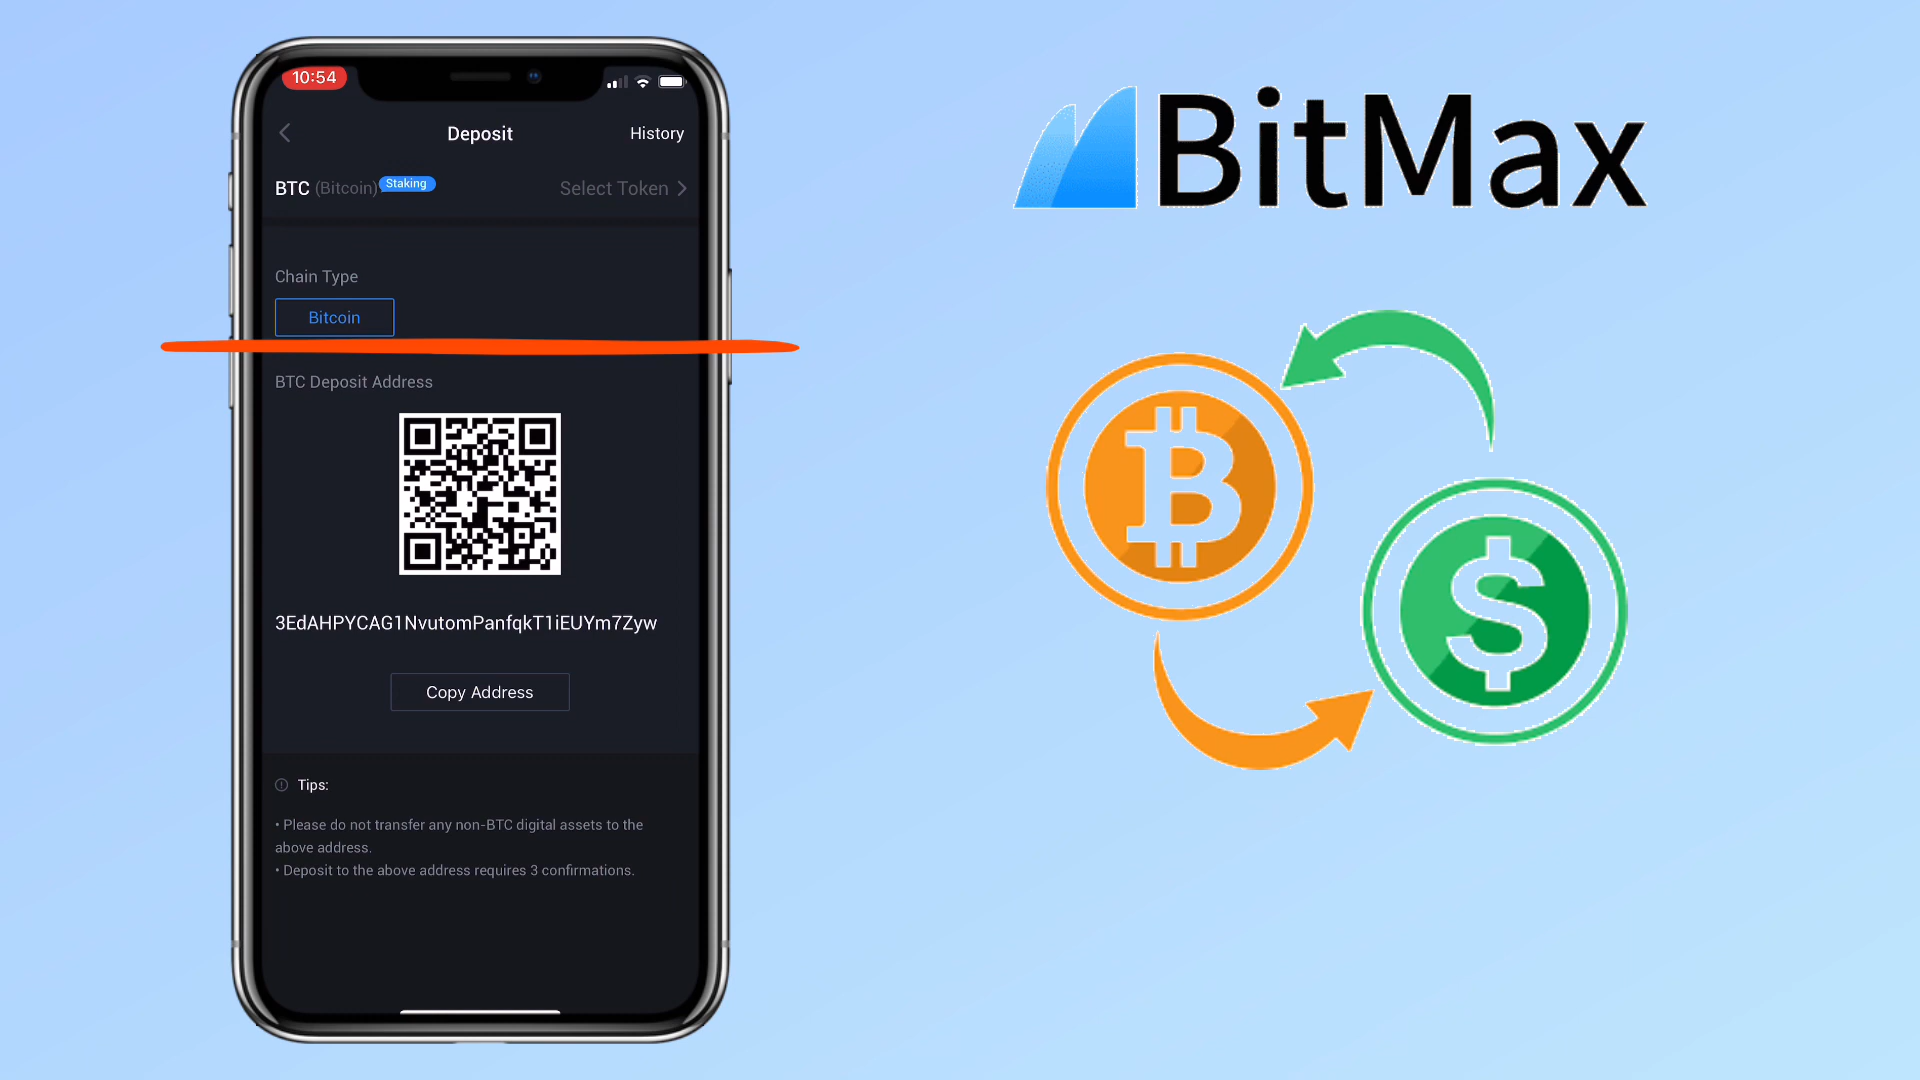 10:54
Deposit
History
BTC (Bitcoin) Staking
Select Token
Chain Type
Bitcoin
BTC Deposit Address
3EdAHPYCAG1NvutomPanfqkT1iEUYm7Zyw
Copy Address
Tips:
• Please do not transfer any non-BTC digital assets to the
above address.
• Deposit to the above address requires 3 confirmations.
BitMax